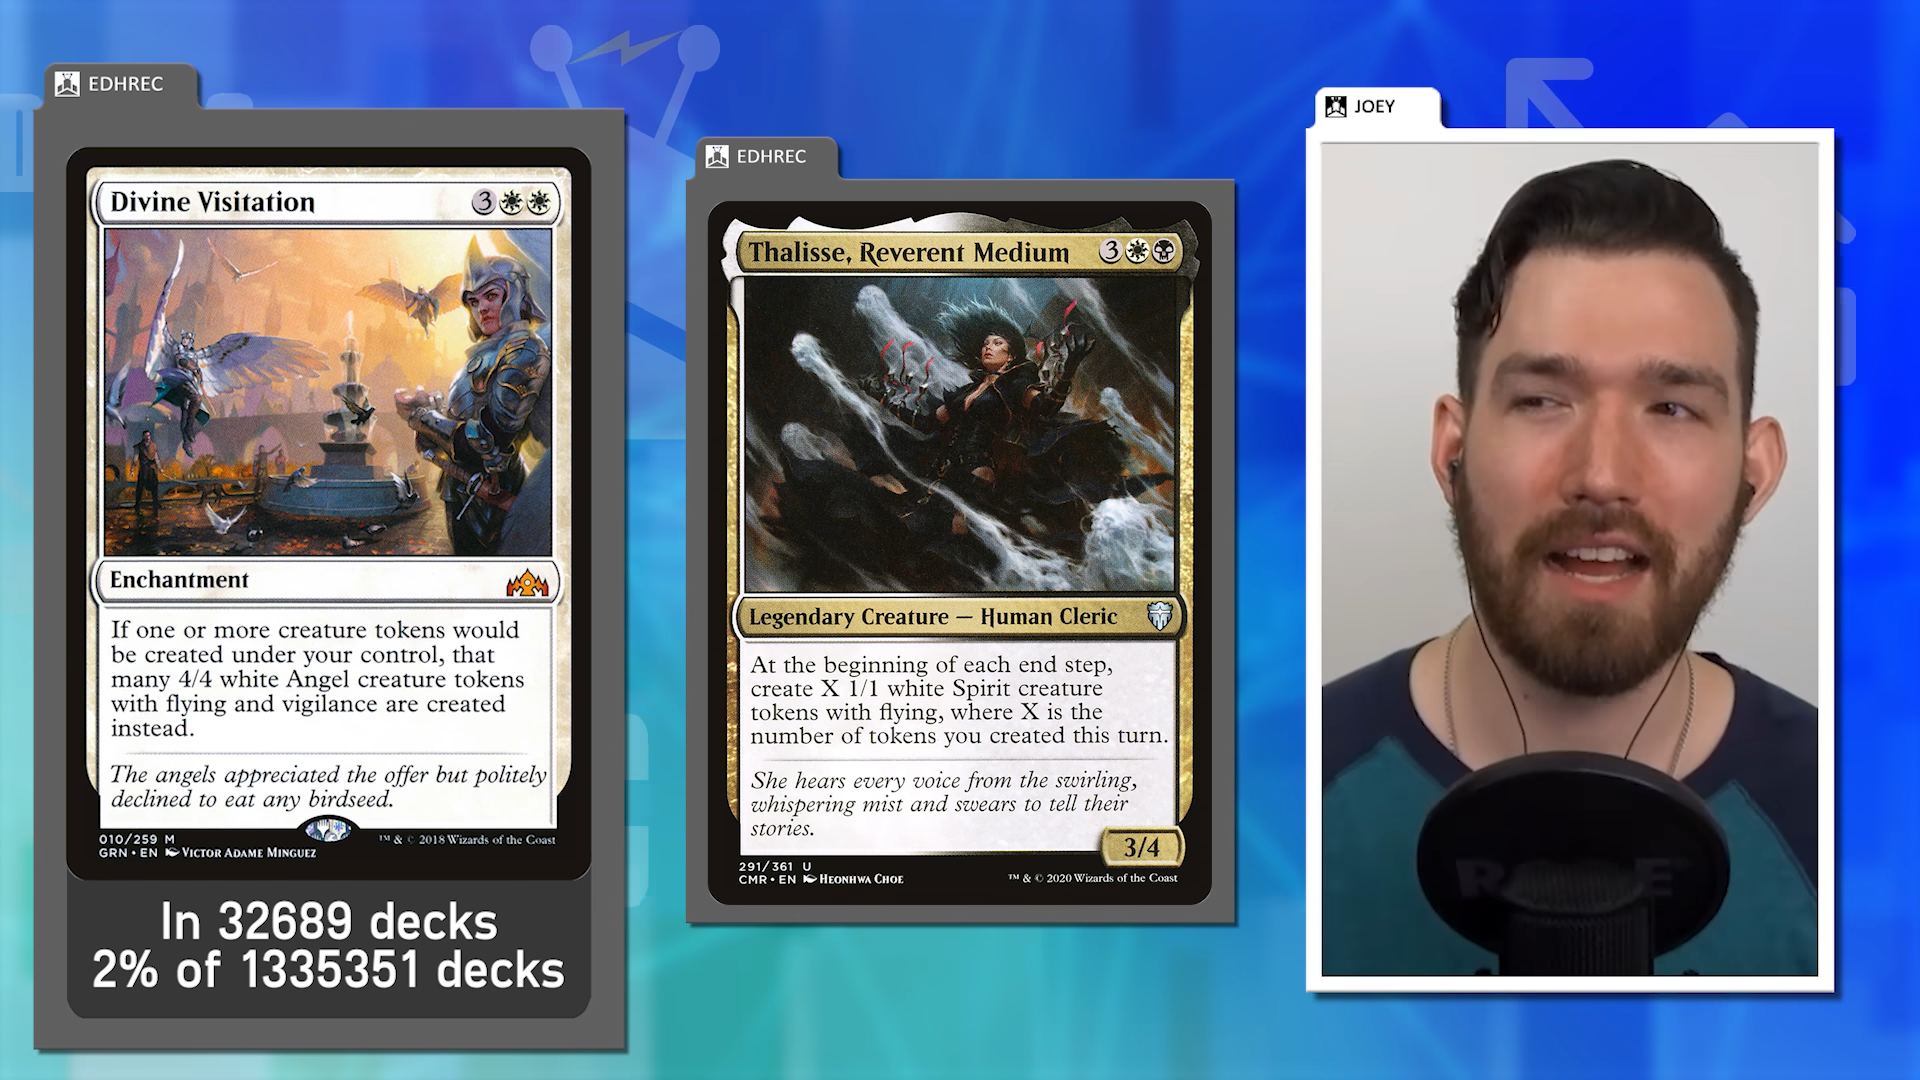 EDHREC
Divine Visitation
3
Enchantment
If one or more creature tokens would
be created under your control, that
many 4/4 white Angel creature tokens
with flying and vigilance are created
instead.
The angels appreciated the offer but politely
declined to eat any birdseed.
010/259 M
GRN • EN VICTOR ADAME MINGUEZ
™ & © 2018 Wizards of the Coast
In 32689 decks
2% of 1335351 decks
EDHREC
Thalisse, Reverent Medium
3
Legendary Creature — Human Cleric
At the beginning of each end step,
create X 1/1 white Spirit creature
tokens with flying, where X is the
number of tokens you created this turn.
She hears every voice from the swirling,
whispering mist and swears to tell their
stories.
3/4
291/361 U
CMR • EN HEONHWA CHOE
™ & © 2020 Wizards of the Coast
JOEY